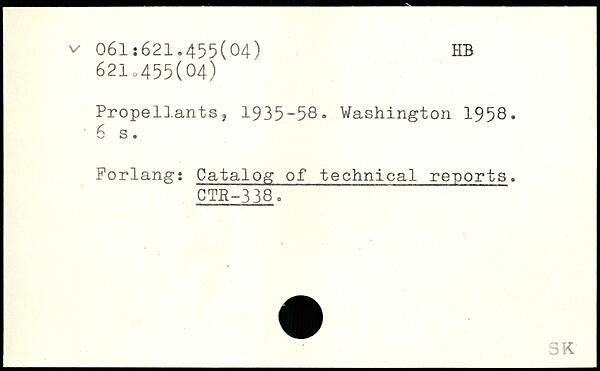 ✓ 061:621.455(04) HB
621.455(04)
Propellants, 1935-58. Washington 1958.
6 s.
Forlang: Catalog of technical reports.
CTR-338.
SK